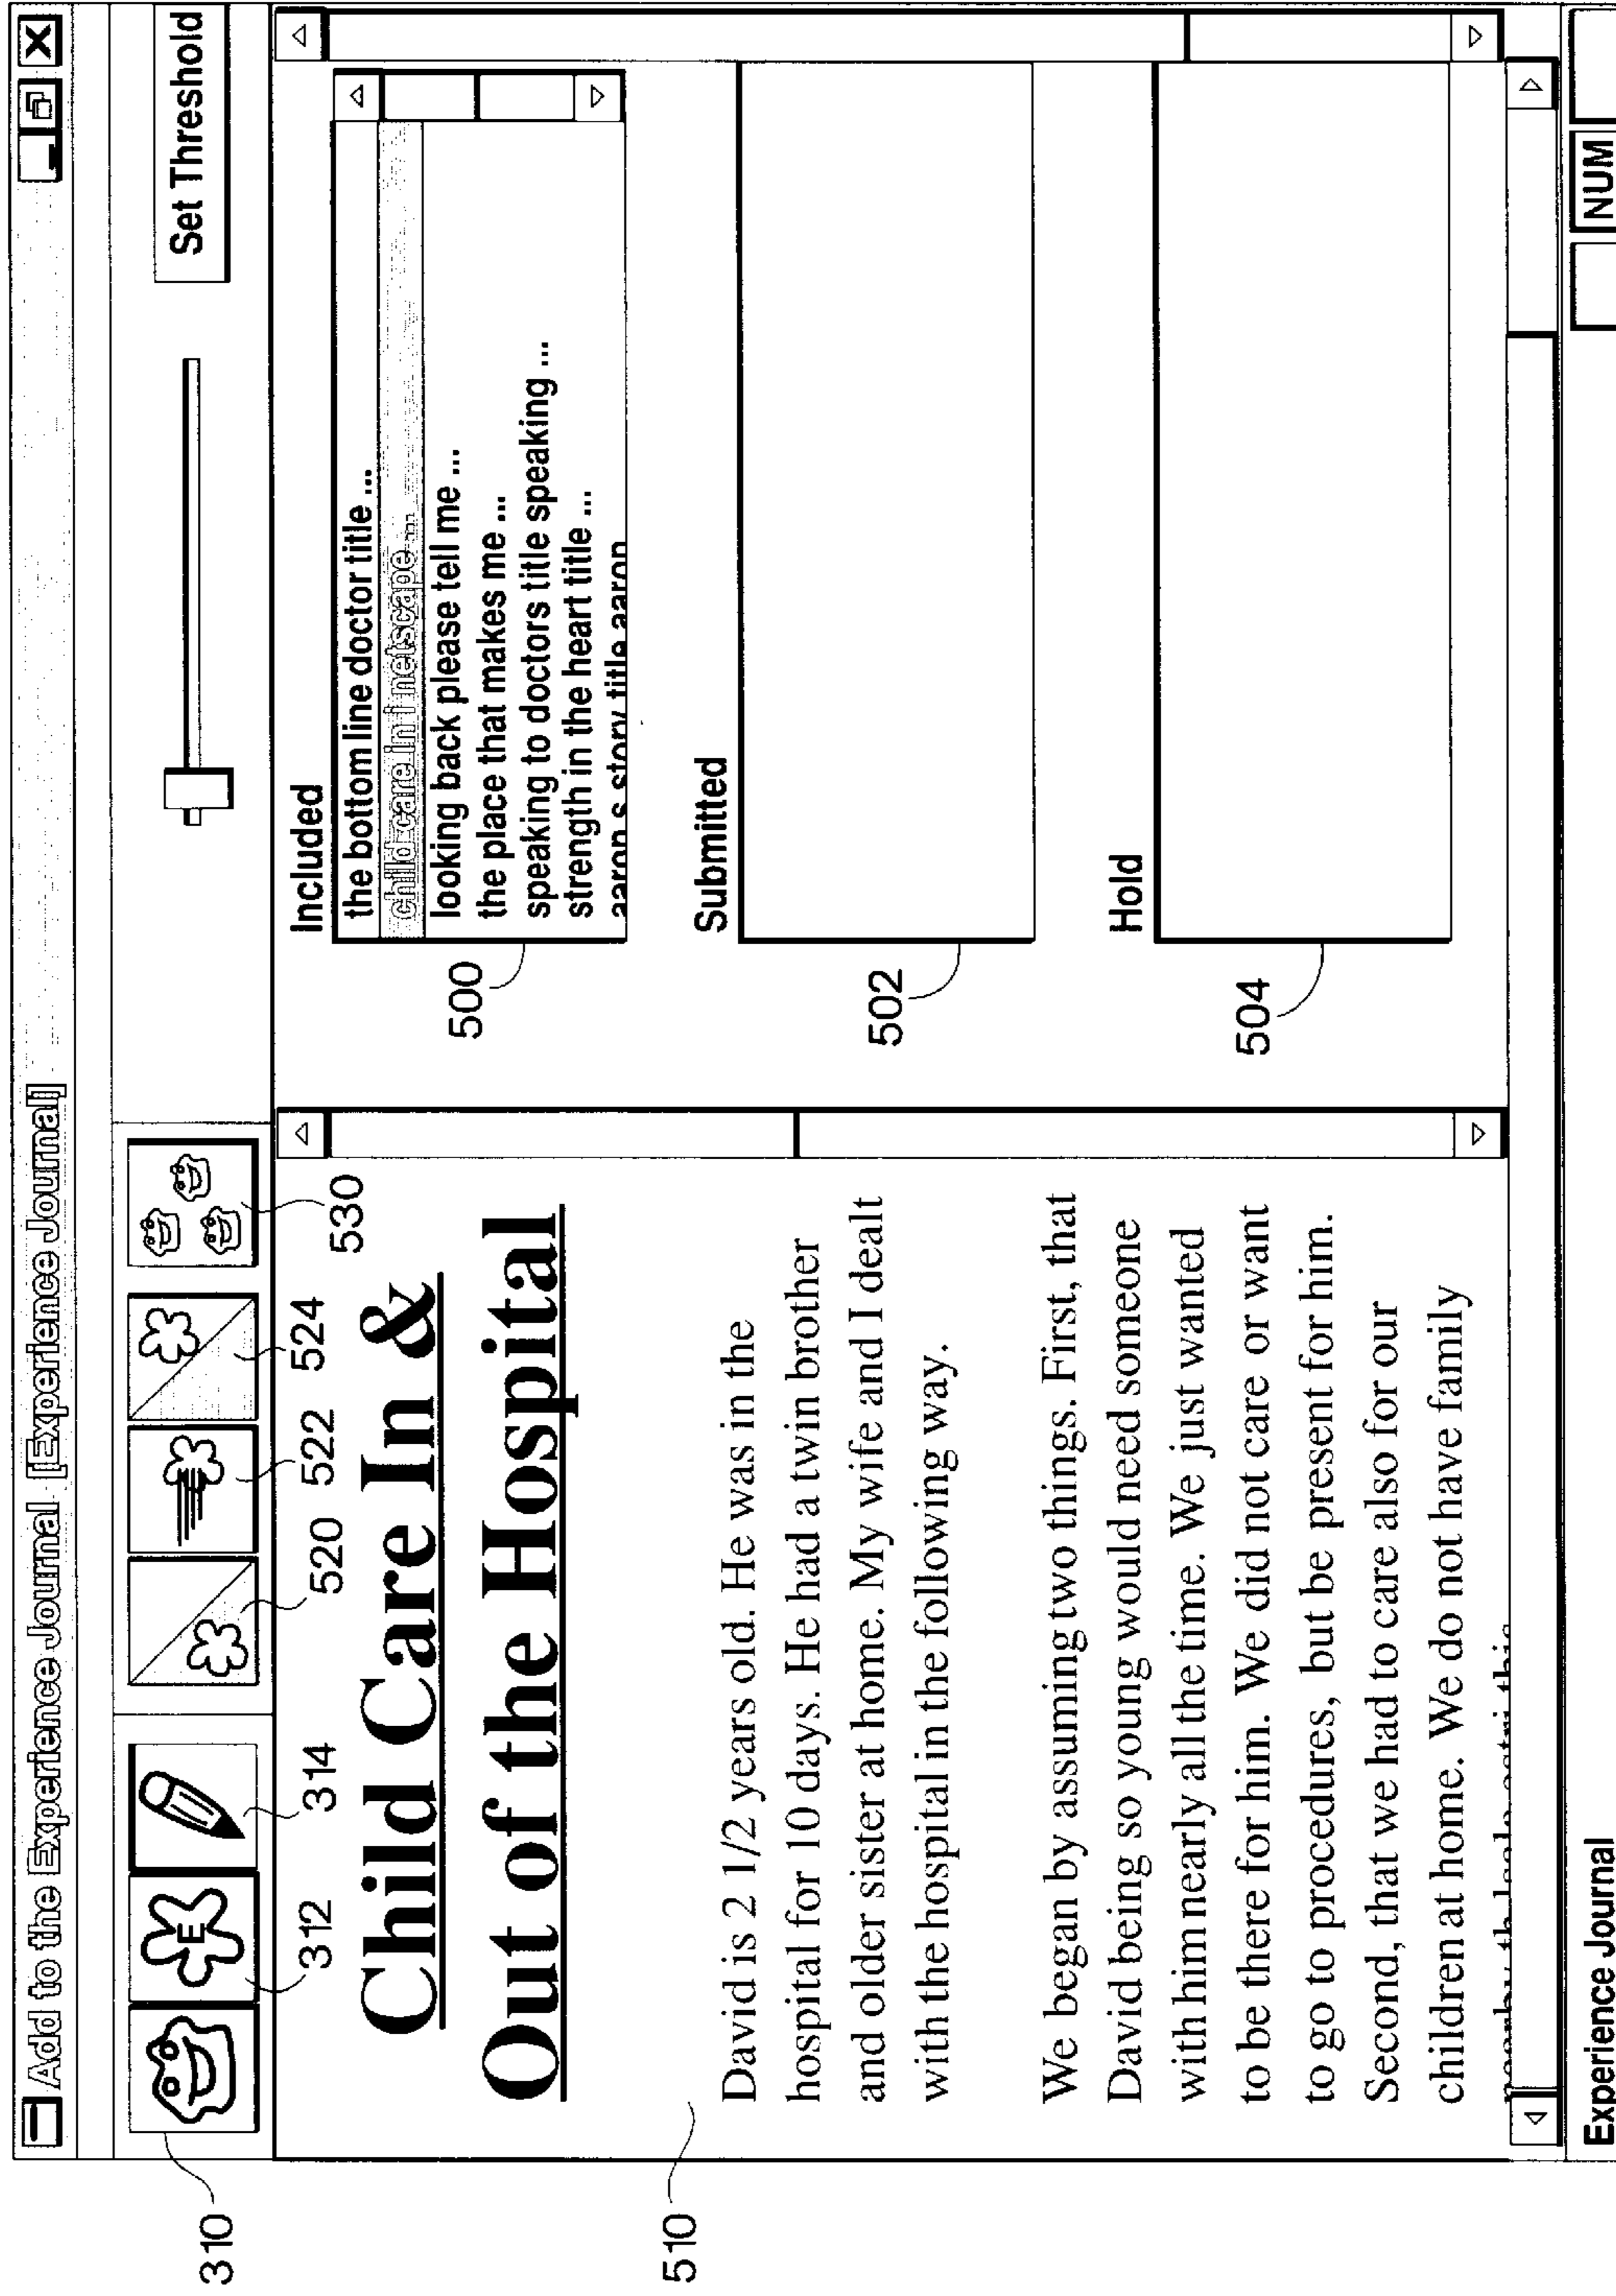 Add to the Experience Journal [Experience Journal]
Set Threshold
310
312
314
520
522
524
530
Child Care In &
Out of the Hospital
510
David is 2 1/2 years old. He was in the
hospital for 10 days. He had a twin brother
and older sister at home. My wife and I dealt
with the hospital in the following way.
We began by assuming two things. First, that
David being so young would need someone
with him nearly all the time. We just wanted
to be there for him. We did not care or want
to go to procedures, but be present for him.
Second, that we had to care also for our
children at home. We do not have family
Included
the bottom line doctor title ...
child care in i netscape ...
looking back please tell me ...
the place that makes me ...
speaking to doctors title speaking ...
strength in the heart title ...
aaron s story title aaron
500
Submitted
502
Hold
504
Experience Journal
NUM